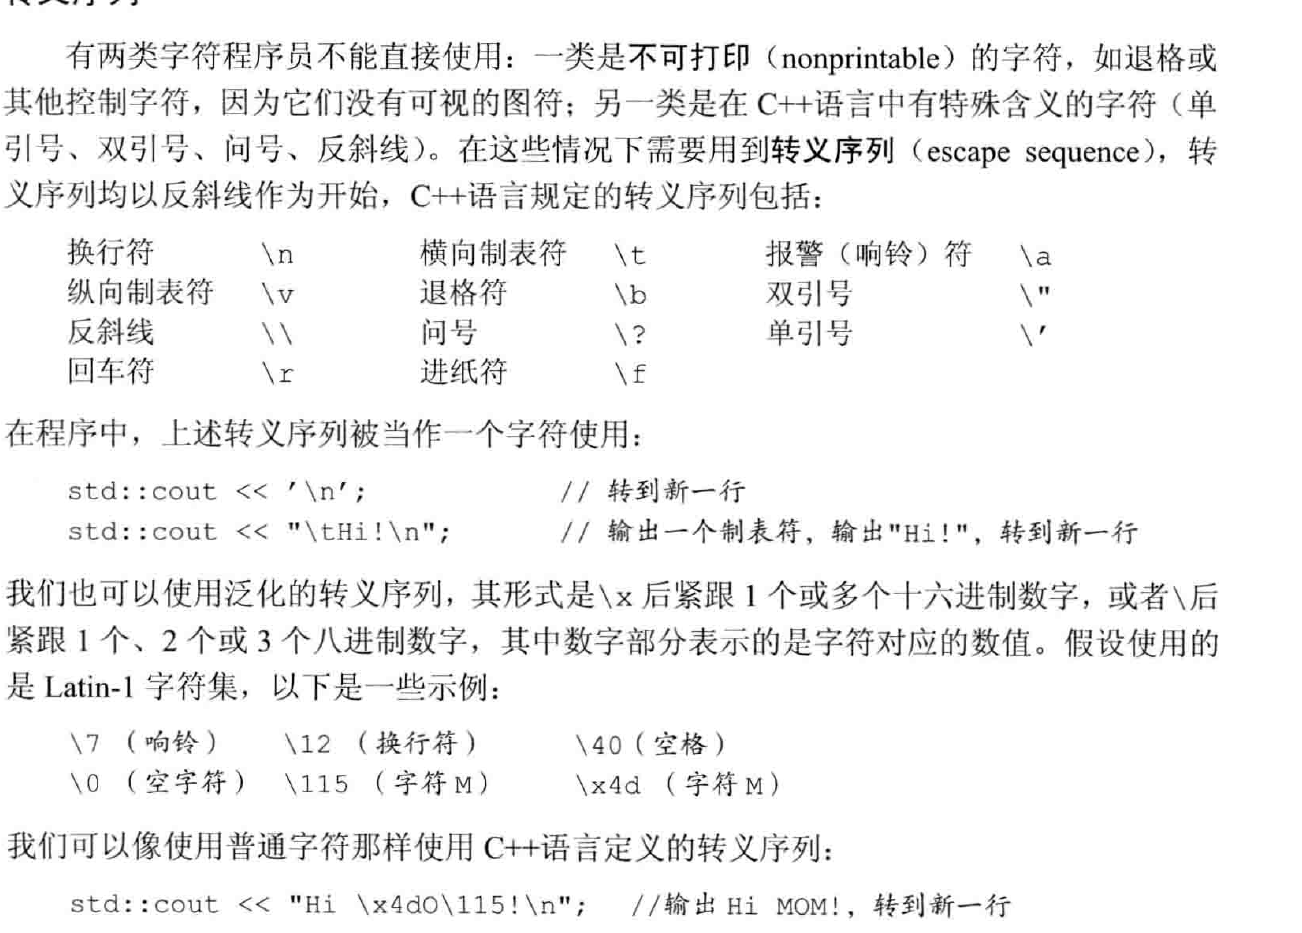 转义序列
有两类字符程序员不能直接使用：一类是不可打印（nonprintable）的字符，如退格或
其他控制字符，因为它们没有可视的图符；另一类是在 C++语言中有特殊含义的字符（单
引号、双引号、问号、反斜线）。在这些情况下需要用到转义序列（escape sequence），转
义序列均以反斜线作为开始，C++语言规定的转义序列包括：
换行符 \n 横向制表符 \t 报警（响铃）符 \a
纵向制表符 \v 退格符 \b 双引号 \"
反斜线 \\ 问号 \? 单引号 \'
回车符 \r 进纸符 \f
在程序中，上述转义序列被当作一个字符使用：
std::cout << '\n'; // 转到新一行
std::cout << "\tHi!\n"; // 输出一个制表符，输出"Hi!"，转到新一行
我们也可以使用泛化的转义序列，其形式是\x 后紧跟 1 个或多个十六进制数字，或者\后
紧跟 1 个、2 个或 3 个八进制数字，其中数字部分表示的是字符对应的数值。假设使用的
是 Latin-1 字符集，以下是一些示例：
\7 （响铃） \12 （换行符） \40（空格）
\0 （空字符） \115 （字符 M） \x4d （字符 M）
我们可以像使用普通字符那样使用 C++语言定义的转义序列：
std::cout << "Hi \x4dO\115!\n"; //输出 Hi MOM!，转到新一行